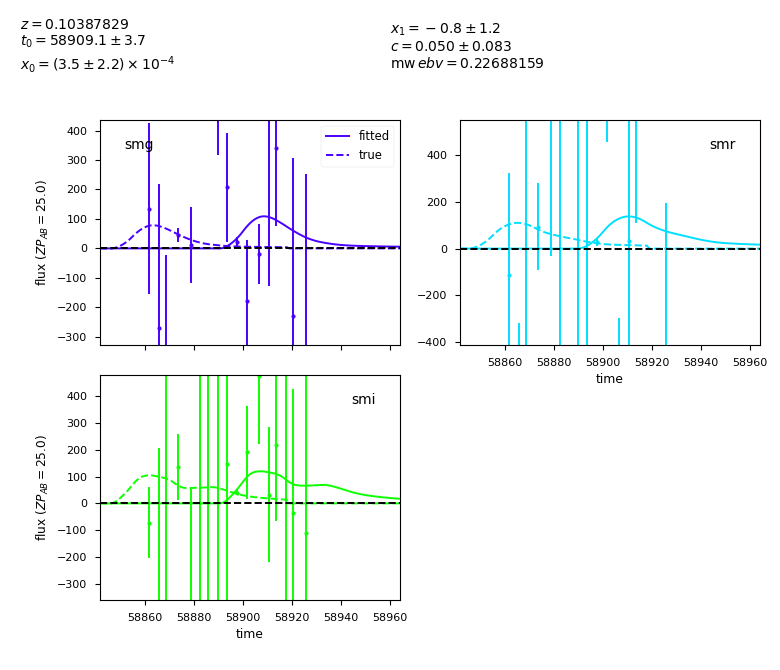 z = 0.10387829
t₀ = 58909.1 ± 3.7
x₀ = (3.5 ± 2.2) × 10⁻⁴
x₁ = −0.8 ± 1.2
c = 0.050 ± 0.083
mw ebv = 0.22688159
smg
fitted
true
400
300
200
100
0
−100
−200
−300
flux (ZP_AB = 25.0)
smr
400
200
0
−200
−400
58860 58880 58900 58920 58940 58960
time
smi
400
300
200
100
0
−100
−200
−300
flux (ZP_AB = 25.0)
58860 58880 58900 58920 58940 58960
time